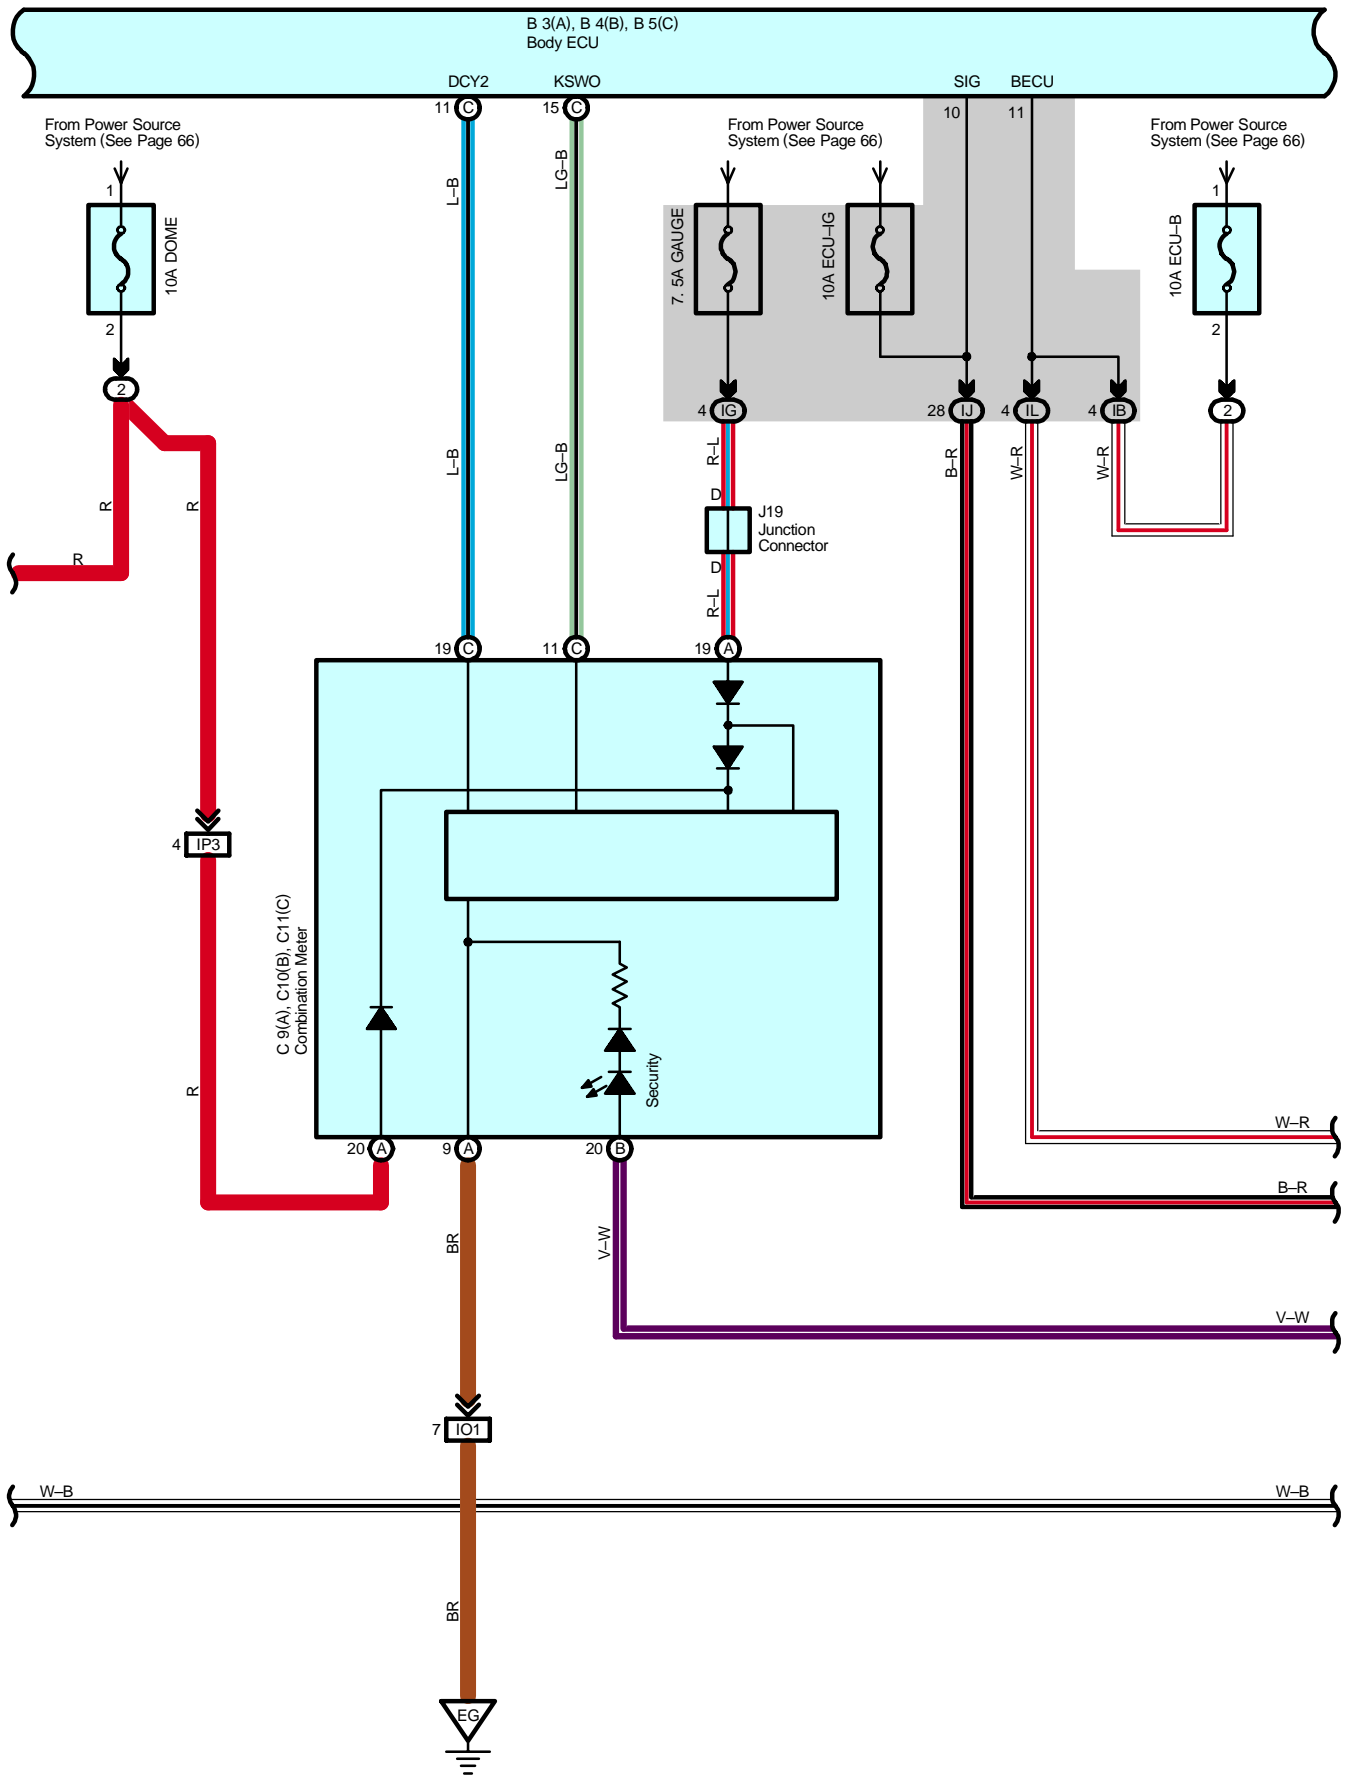 B 3(A), B 4(B), B 5(C)
Body ECU
DCY2
KSWO
SIG
BECU
11
C
15
C
10
11
From Power Source
System (See Page 66)
From Power Source
System (See Page 66)
From Power Source
System (See Page 66)
1
10A DOME
2
2
L–B
LG–B
7. 5A GAUGE
10A ECU–IG
1
10A ECU–B
2
4
IG
28
IJ
4
IL
4
IB
2
R
R
R
L–B
LG–B
R–L
D
J19
Junction
Connector
D
R–L
B–R
W–R
W–R
19
C
11
C
19
A
4
IP3
C 9(A), C10(B), C11(C)
Combination Meter
Security
R
20
A
9
A
20
B
W–R
B–R
BR
V–W
V–W
7
IO1
W–B
W–B
BR
EG